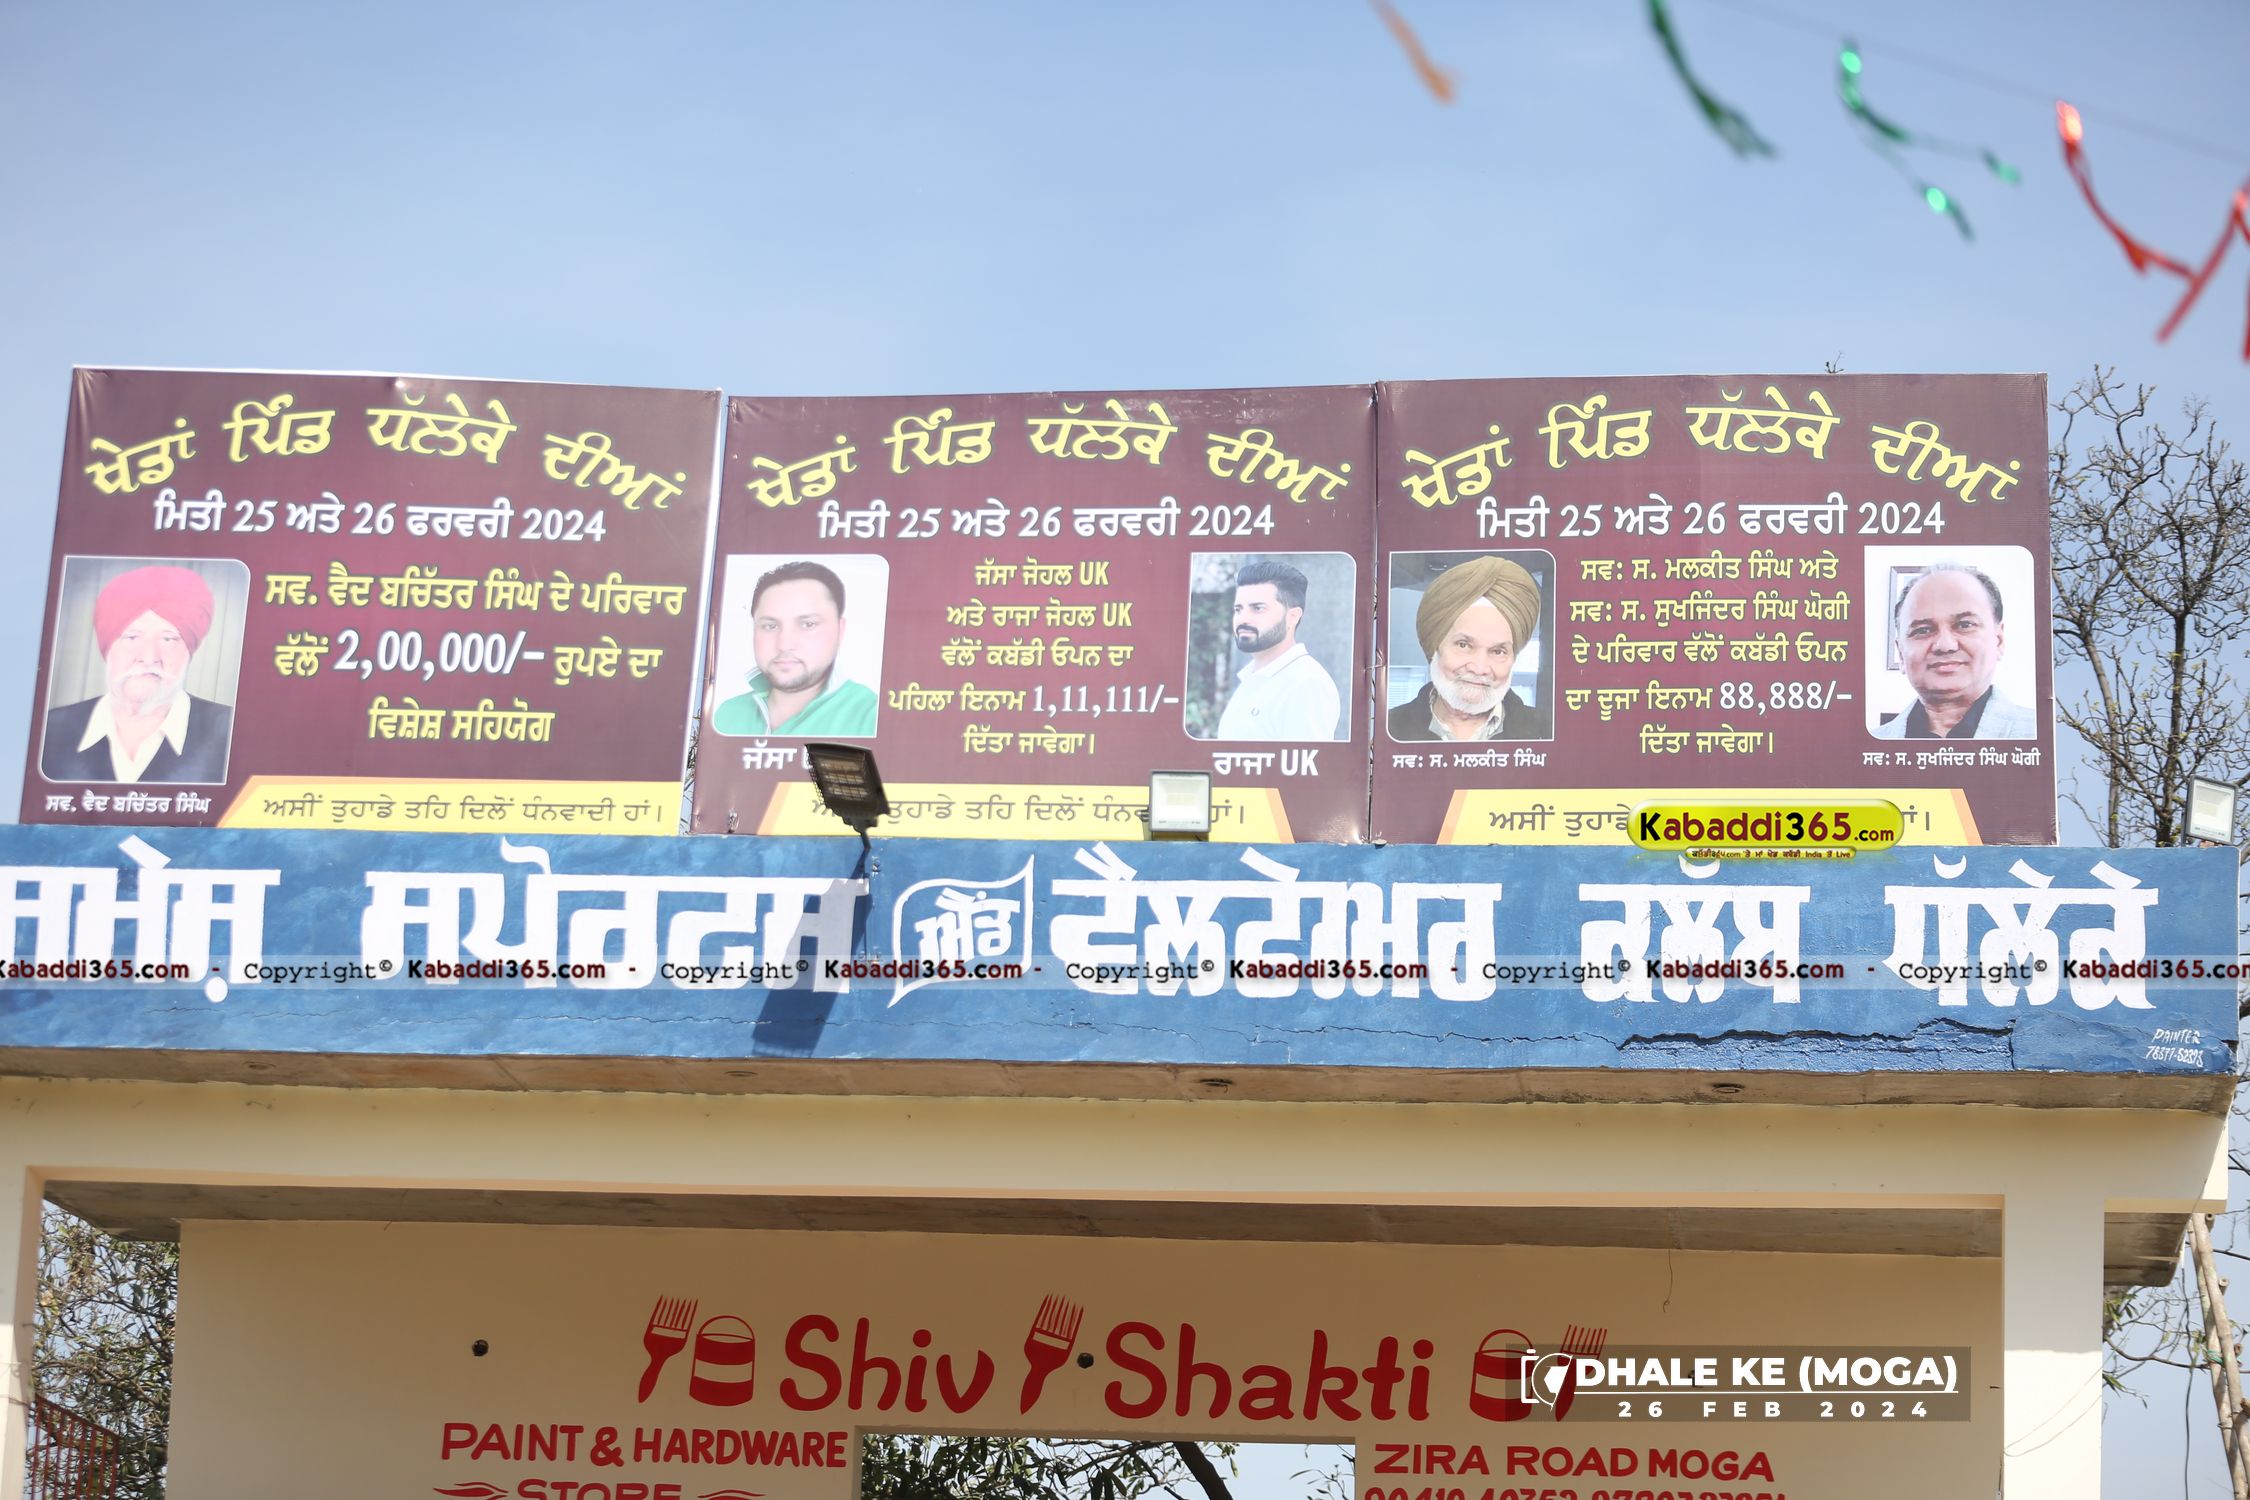 ਖੇਡਾਂ ਪਿੰਡ ਧੱਲੇਕੇ ਦੀਆਂ
ਮਿਤੀ 25 ਅਤੇ 26 ਫਰਵਰੀ 2024
ਸਵ. ਵੈਦ ਬਚਿੱਤਰ ਸਿੰਘ ਦੇ ਪਰਿਵਾਰ
ਵੱਲੋਂ 2,00,000/- ਰੁਪਏ ਦਾ
ਵਿਸ਼ੇਸ਼ ਸਹਿਯੋਗ
ਸਵ. ਵੈਦ ਬਚਿੱਤਰ ਸਿੰਘ
ਅਸੀਂ ਤੁਹਾਡੇ ਤਹਿ ਦਿਲੋਂ ਧੰਨਵਾਦੀ ਹਾਂ।
ਖੇਡਾਂ ਪਿੰਡ ਧੱਲੇਕੇ ਦੀਆਂ
ਮਿਤੀ 25 ਅਤੇ 26 ਫਰਵਰੀ 2024
ਜੱਸਾ ਜੋਹਲ UK
ਅਤੇ ਰਾਜਾ ਜੋਹਲ UK
ਵੱਲੋਂ ਕਬੱਡੀ ਓਪਨ ਦਾ
ਪਹਿਲਾ ਇਨਾਮ 1,11,111/-
ਦਿੱਤਾ ਜਾਵੇਗਾ।
ਜੱਸਾ
ਰਾਜਾ UK
ਤੁਹਾਡੇ ਤਹਿ ਦਿਲੋਂ ਹਾਂ।
ਖੇਡਾਂ ਪਿੰਡ ਧੱਲੇਕੇ ਦੀਆਂ
ਮਿਤੀ 25 ਅਤੇ 26 ਫਰਵਰੀ 2024
ਸਵ: ਸ. ਮਲਕੀਤ ਸਿੰਘ ਅਤੇ
ਸਵ: ਸ. ਸੁਖਜਿੰਦਰ ਸਿੰਘ ਘੋਗੀ
ਦੇ ਪਰਿਵਾਰ ਵੱਲੋਂ ਕਬੱਡੀ ਓਪਨ
ਦਾ ਦੂਜਾ ਇਨਾਮ 88,888/-
ਦਿੱਤਾ ਜਾਵੇਗਾ।
ਸਵ: ਸ. ਮਲਕੀਤ ਸਿੰਘ
ਸਵ: ਸ. ਸੁਖਜਿੰਦਰ ਸਿੰਘ ਘੋਗੀ
ਅਸੀਂ
Kabaddi365.com
ਸਪੋਰਟਸ ਐਂਡ ਵੈਲਫੇਅਰ ਕਲੱਬ ਧੱਲੇਕੇ
Kabaddi365.com - Copyright© Kabaddi365.com - Copyright© Kabaddi365.com - Copyright© Kabaddi365.com - Copyright© Kabaddi365.com - Copyright© Kabaddi365.com
PAINTER
Shiv Shakti
PAINT & HARDWARE
STORE
ZIRA ROAD MOGA
DHALE KE (MOGA)
26 FEB 2024